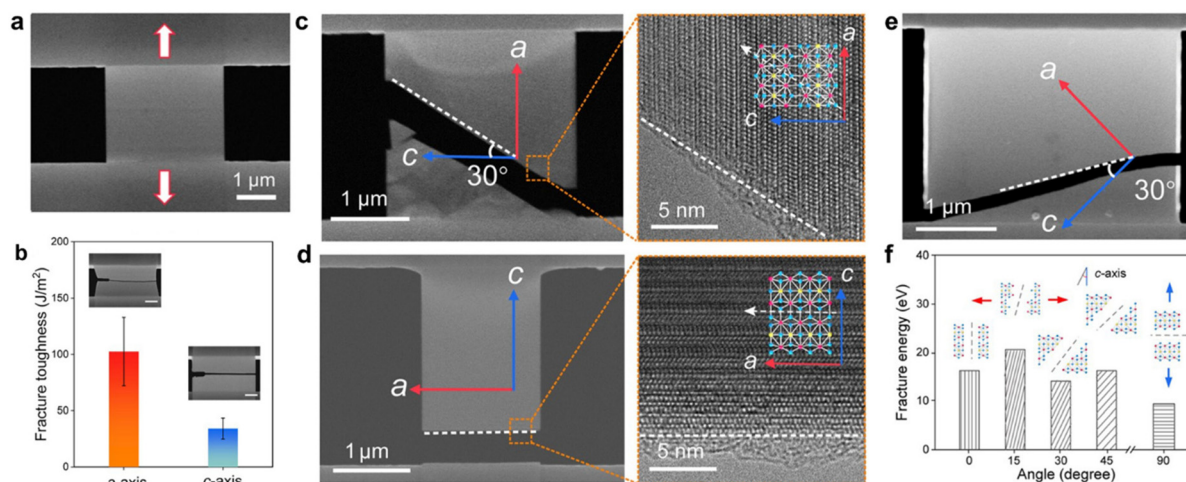 a
1 μm
b
Fracture toughness (J/m²)
200
150
100
50
0
a-axis
c-axis
c
a
c
30°
1 μm
a
c
5 nm
d
c
a
1 μm
c
a
5 nm
e
a
30°
c
1 μm
f
Fracture energy (eV)
40
30
20
10
0
c-axis
0 15 30 45 90
Angle (degree)